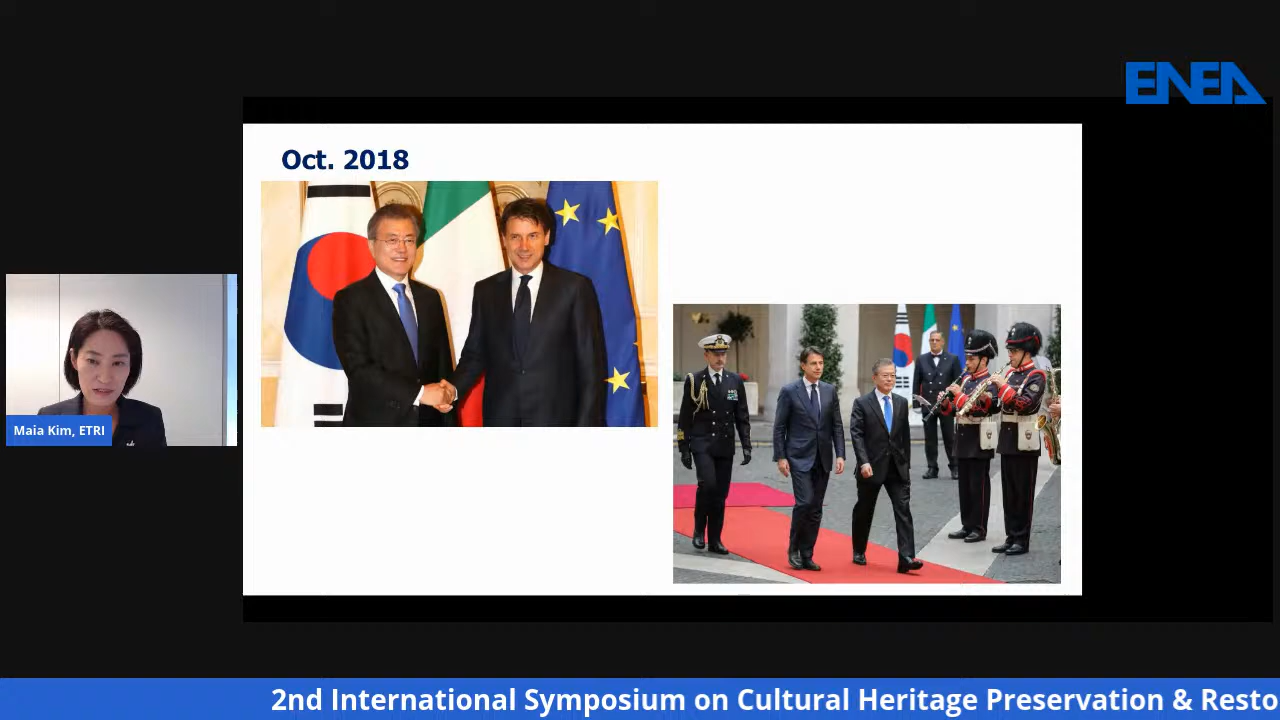 ENEA
Oct. 2018
Maia Kim, ETRI
2nd International Symposium on Cultural Heritage Preservation & Resto